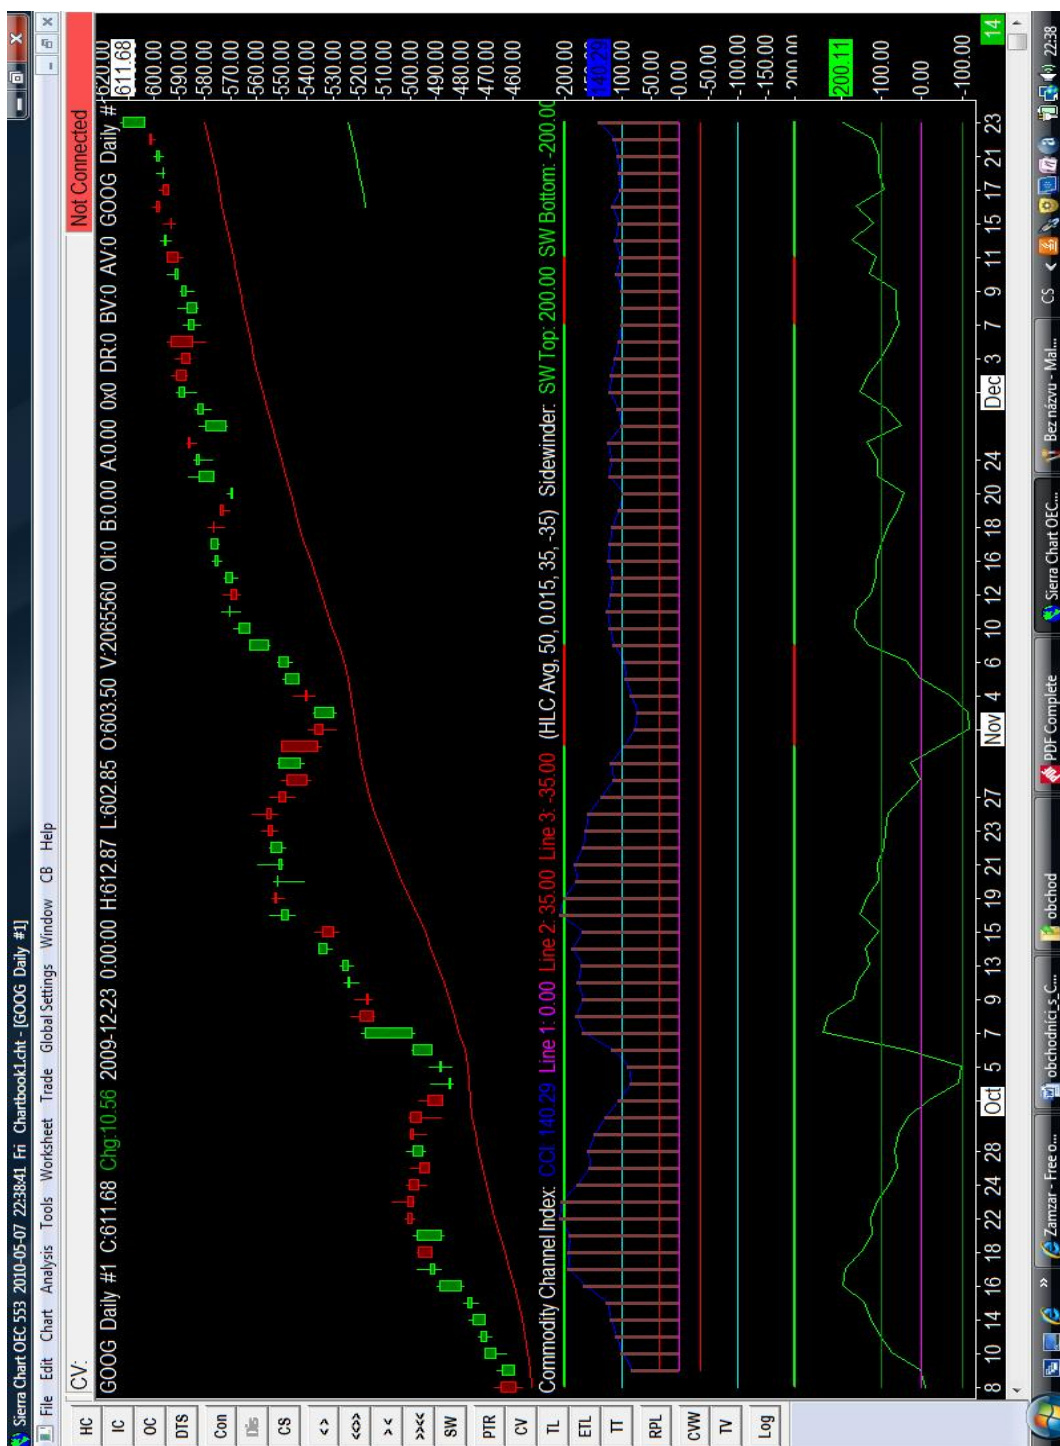 Sierra Chart OEC 553 2010-05-07 22:38:41 Fri Chartbook1.cht - [GOOG Daily #1]
File Edit Chart Analysis Tools Worksheet Trade Global Settings Window CB Help
CV: Not Connected
GOOG Daily #1 C:611.68 Chg:10.56 2009-12-23 0:00:00 H:612.87 L:602.85 O:603.50 V:2065560 OI:0 B:0.00 A:0.00 0x0 DR:0 BV:0 AV:0 GOOG Daily #
HC
IC
OC
DTS
Con
Dis
CS
< >
<<>>
> <
>><<
SW
PTR
CV
TL
ETL
TT
RPL
CVW
TV
Log
620.00
611.68
600.00
590.00
580.00
570.00
560.00
550.00
540.00
530.00
520.00
510.00
500.00
490.00
480.00
470.00
460.00
Commodity Channel Index: CCI: 140.29 Line 1: 0.00 Line 2: 35.00 Line 3: -35.00 (HLC Avg, 50, 0.015, 35, -35) Sidewinder: SW Top: 200.00 SW Bottom: -200.00
200.00
140.29
100.00
50.00
0.00
-50.00
-100.00
-150.00
200.00
200.11
100.00
0.00
-100.00
8 10 14 16 18 22 24 28 Oct 5 7 9 13 15 19 21 23 27 Nov 4 6 10 12 16 18 20 24 Dec 3 7 9 11 15 17 21 23 14
» Zamzar - Free o... obchodníci_s_C... obchod PDF Complete Sierra Chart OEC... Bez názvu - Mal... CS < 22:38